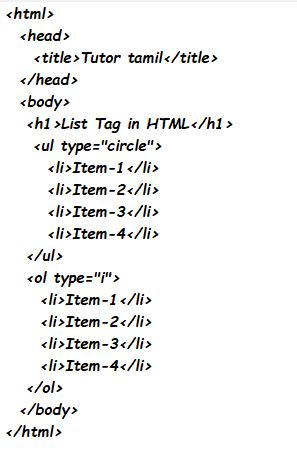 <html>
<head>
<title>Tutor tamil</title>
</head>
<body>
<h1>List Tag in HTML</h1>
<ul type="circle">
<li>Item-1</li>
<li>Item-2</li>
<li>Item-3</li>
<li>Item-4</li>
</ul>
<ol type="i">
<li>Item-1</li>
<li>Item-2</li>
<li>Item-3</li>
<li>Item-4</li>
</ol>
</body>
</html>